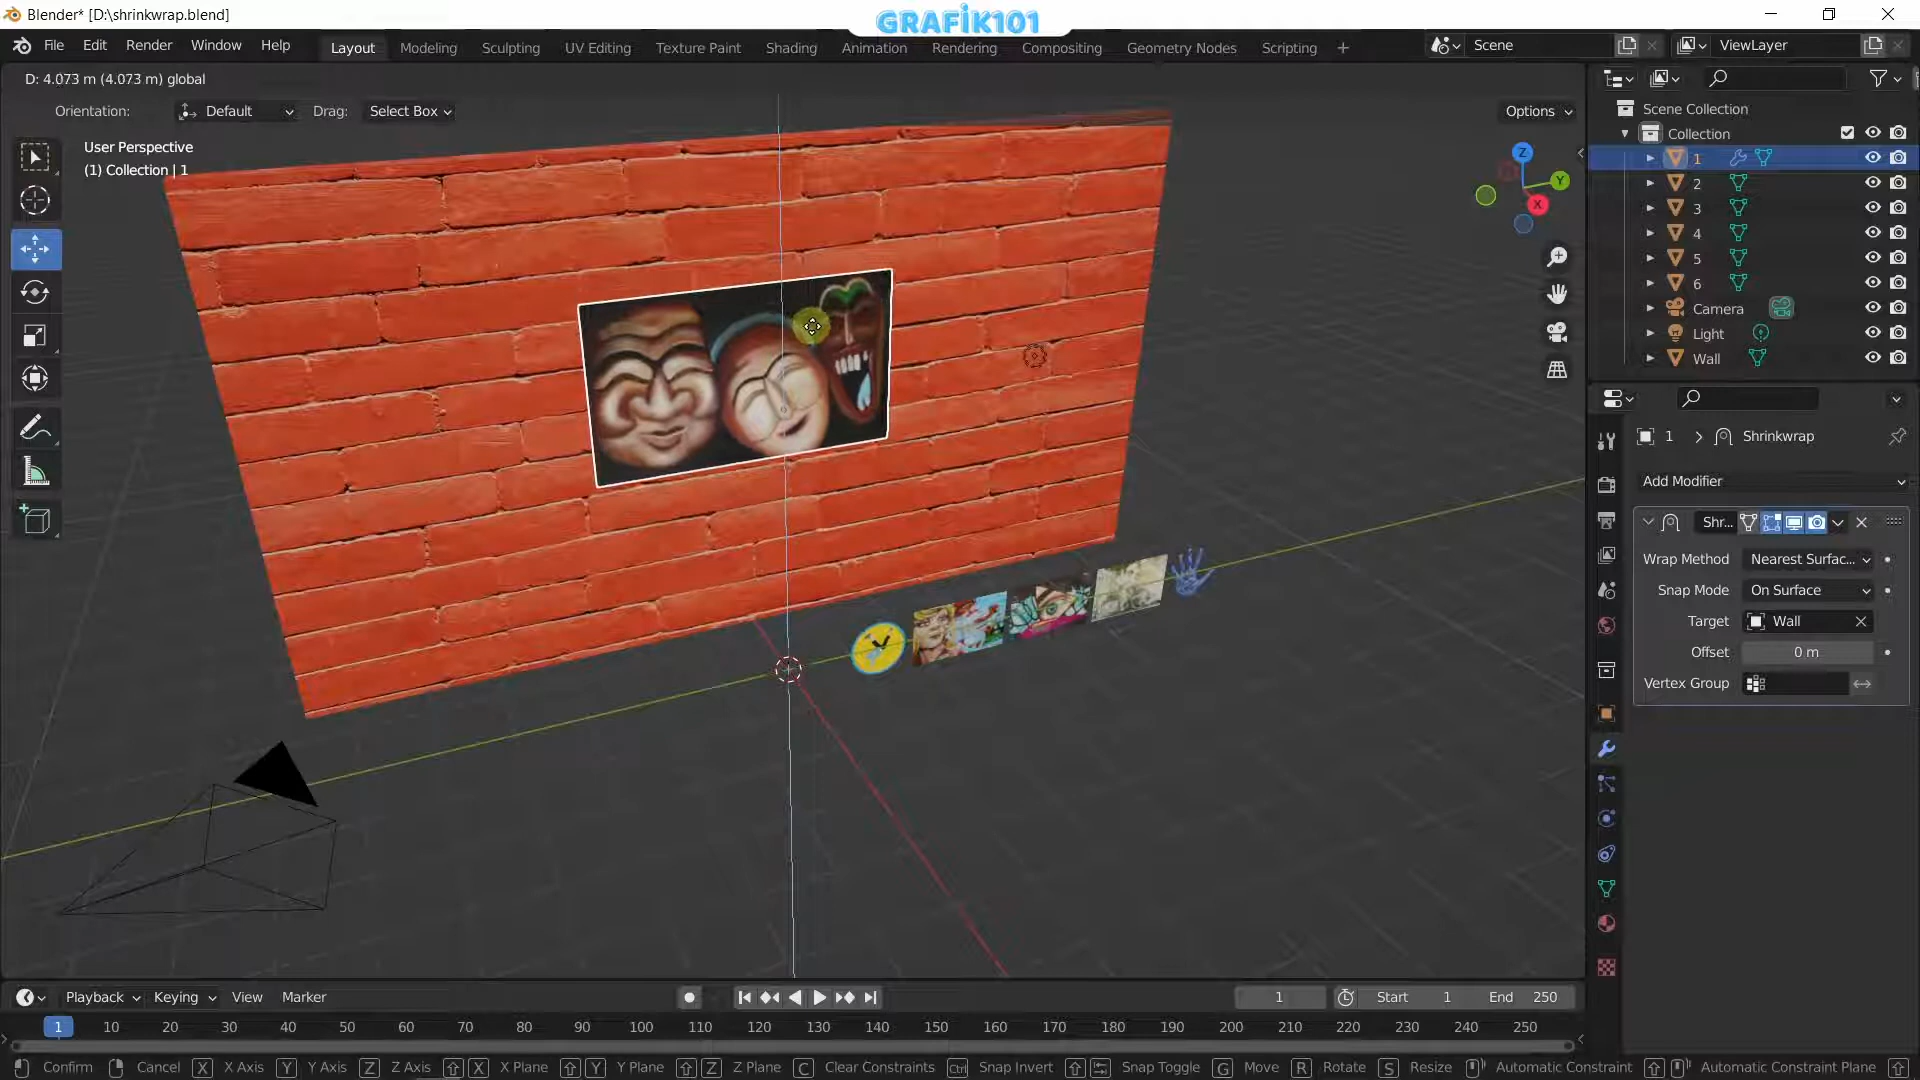 Blender* [D:\shrinkwrap.blend]
GRAFİK101
File Edit Render Window Help
Layout Modeling Sculpting UV Editing Texture Paint Shading Animation Rendering Compositing Geometry Nodes Scripting +
Scene
ViewLayer
D: 4.073 m (4.073 m) global
Orientation: Default Drag: Select Box
Options
User Perspective
(1) Collection | 1
Z
Y
X
Scene Collection
Collection
1
2
3
4
5
6
Camera
Light
Wall
1 > Shrinkwrap
Add Modifier
Shr...
Wrap Method Nearest Surfac...
Snap Mode On Surface
Target Wall
Offset 0 m
Vertex Group
Playback Keying View Marker
1 Start 1 End 250
1 10 20 30 40 50 60 70 80 90 100 110 120 130 140 150 160 170 180 190 200 210 220 230 240 250
Confirm Cancel X X Axis Y Y Axis Z Z Axis X X Plane Y Y Plane Z Z Plane C Clear Constraints Ctrl Snap Invert Snap Toggle G Move R Rotate S Resize Automatic Constraint Automatic Constraint Plane